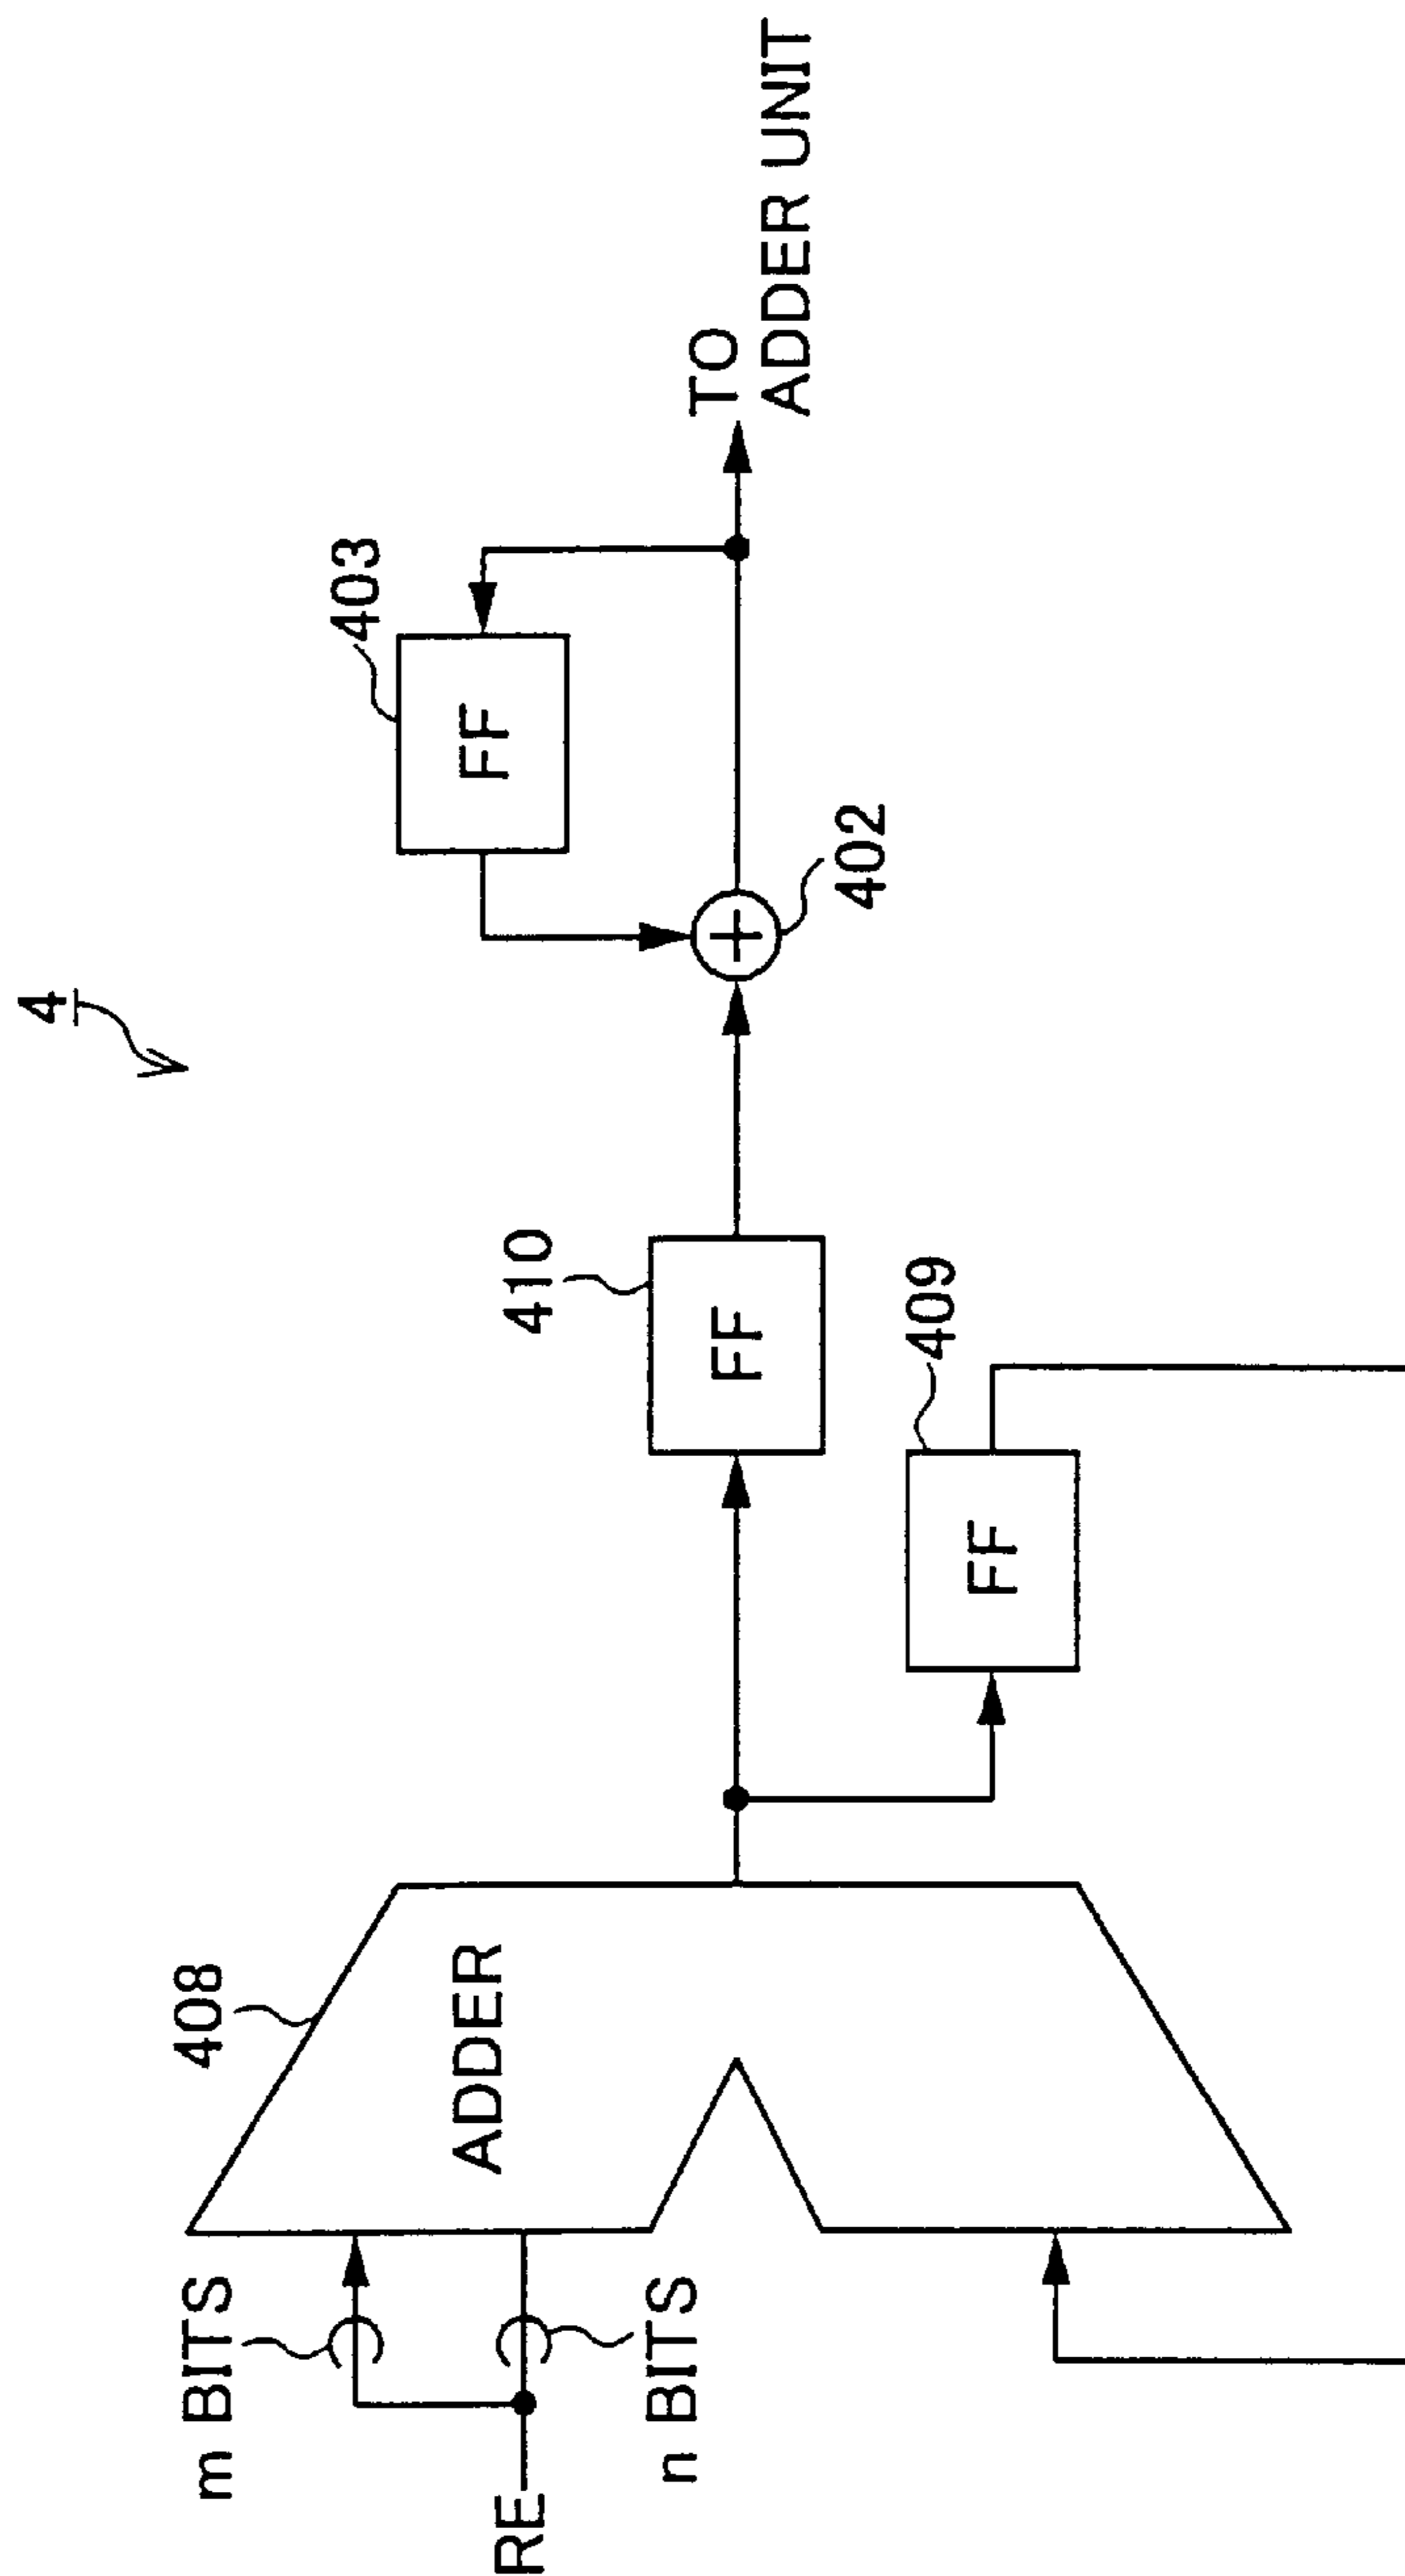 4
403
FF
TO
ADDER UNIT
402
410
FF
409
FF
408
ADDER
m BITS
n BITS
RE